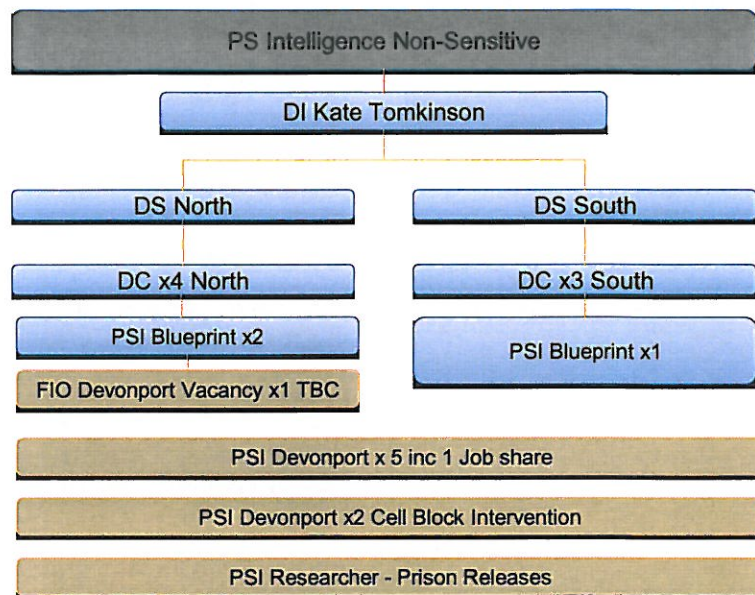 PS Intelligence Non-Sensitive
DI Kate Tomkinson
DS North
DS South
DC x4 North
DC x3 South
PSI Blueprint x2
PSI Blueprint x1
FIO Devonport Vacancy x1 TBC
PSI Devonport x 5 inc 1 Job share
PSI Devonport x2 Cell Block Intervention
PSI Researcher - Prison Releases